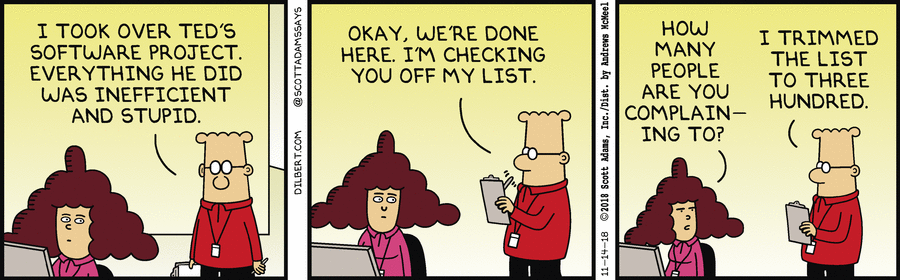 I TOOK OVER TED'S
SOFTWARE PROJECT.
EVERYTHING HE DID
WAS INEFFICIENT
AND STUPID.
DILBERT.COM @SCOTTADAMSSAYS
OKAY, WE'RE DONE
HERE. I'M CHECKING
YOU OFF MY LIST.
11-14-18 ©2018 Scott Adams, Inc./Dist. by Andrews McMeel
HOW
MANY
PEOPLE
ARE YOU
COMPLAIN-
ING TO?
I TRIMMED
THE LIST
TO THREE
HUNDRED.